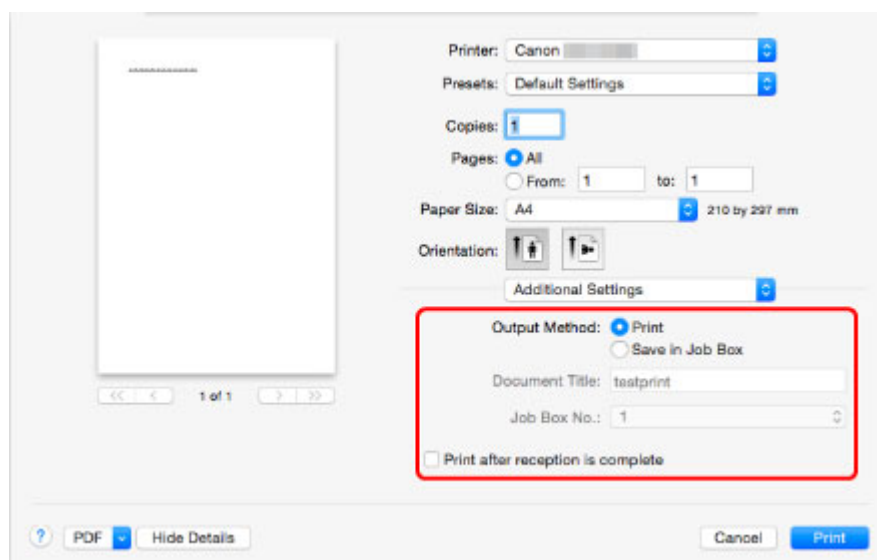 Printer: Canon
Presets: Default Settings
Copies: 1
Pages: All
From: 1 to: 1
Paper Size: A4 210 by 297 mm
Orientation:
Additional Settings
Output Method: Print
Save in Job Box
Document Title: testprint
Job Box No.: 1
Print after reception is complete
<< < 1 of 1 > >>
? PDF Hide Details Cancel Print